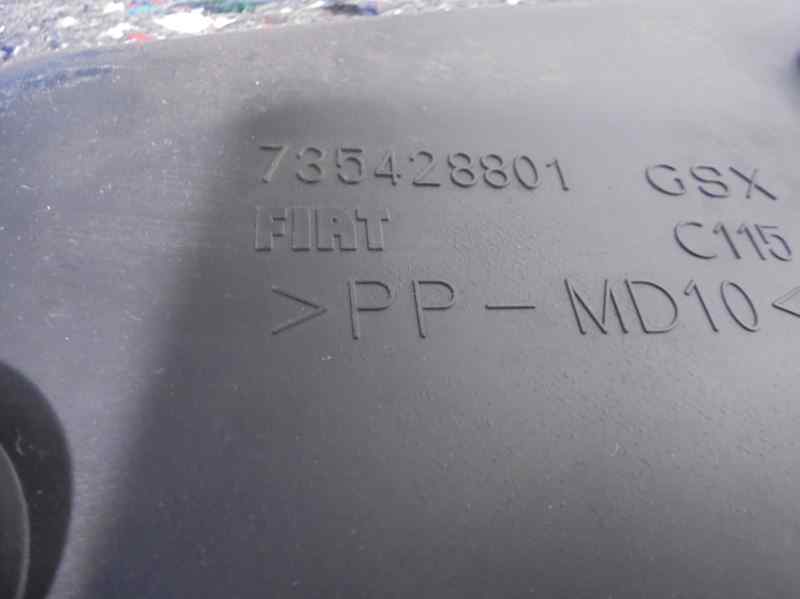 735428801 GSX
FIAT C115
>PP-MD10<